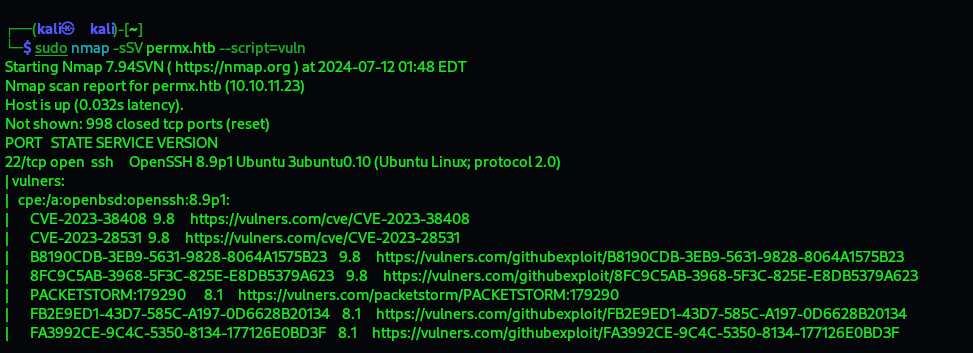 ┌──(kali㉿kali)-[~]
└─$ sudo nmap -sSV permx.htb --script=vuln
Starting Nmap 7.94SVN ( https://nmap.org ) at 2024-07-12 01:48 EDT
Nmap scan report for permx.htb (10.10.11.23)
Host is up (0.032s latency).
Not shown: 998 closed tcp ports (reset)
PORT   STATE SERVICE VERSION
22/tcp open  ssh     OpenSSH 8.9p1 Ubuntu 3ubuntu0.10 (Ubuntu Linux; protocol 2.0)
| vulners:
|   cpe:/a:openbsd:openssh:8.9p1:
|       CVE-2023-38408  9.8     https://vulners.com/cve/CVE-2023-38408
|       CVE-2023-28531  9.8     https://vulners.com/cve/CVE-2023-28531
|       B8190CDB-3EB9-5631-9828-8064A1575B23    9.8     https://vulners.com/githubexploit/B8190CDB-3EB9-5631-9828-8064A1575B23
|       8FC9C5AB-3968-5F3C-825E-E8DB5379A623    9.8     https://vulners.com/githubexploit/8FC9C5AB-3968-5F3C-825E-E8DB5379A623
|       PACKETSTORM:179290      8.1     https://vulners.com/packetstorm/PACKETSTORM:179290
|       FB2E9ED1-43D7-585C-A197-0D6628B20134    8.1     https://vulners.com/githubexploit/FB2E9ED1-43D7-585C-A197-0D6628B20134
|       FA3992CE-9C4C-5350-8134-177126E0BD3F    8.1     https://vulners.com/githubexploit/FA3992CE-9C4C-5350-8134-177126E0BD3F